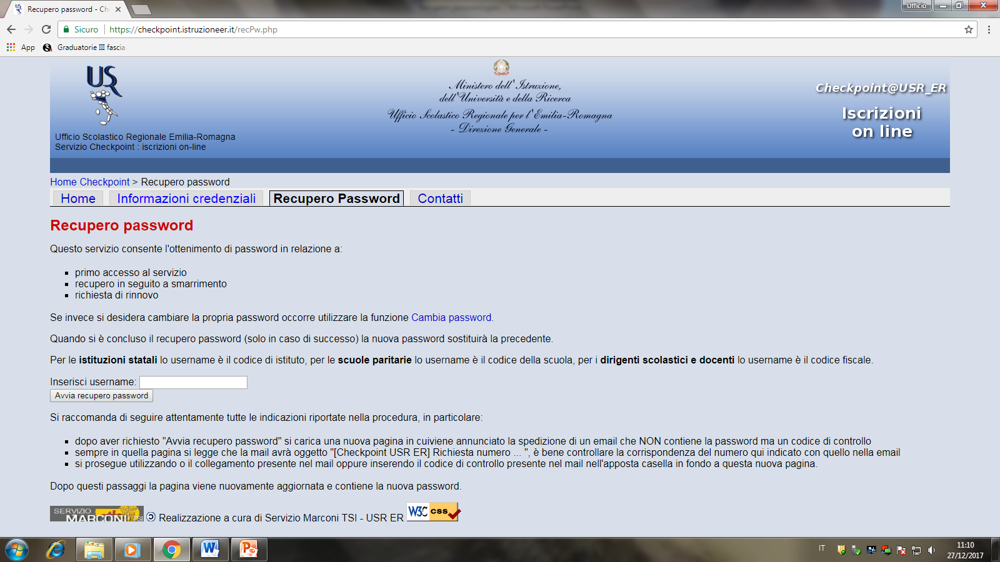 Recupero password - Ch
Ufficio
Sicuro
https://checkpoint.istruzioneer.it/recPw.php
App
Graduatorie III fascia
US
Ufficio Scolastico Regionale Emilia-Romagna
Servizio Checkpoint : iscrizioni on-line
Ministero dell'Istruzione,
dell'Università e della Ricerca
Ufficio Scolastico Regionale per l'Emilia-Romagna
- Direzione Generale -
Checkpoint@USR_ER
Iscrizioni
on line
Home Checkpoint > Recupero password
Home Informazioni credenziali Recupero Password Contatti
Recupero password
Questo servizio consente l'ottenimento di password in relazione a:
primo accesso al servizio
recupero in seguito a smarrimento
richiesta di rinnovo
Se invece si desidera cambiare la propria password occorre utilizzare la funzione Cambia password.
Quando si è concluso il recupero password (solo in caso di successo) la nuova password sostituirà la precedente.
Per le istituzioni statali lo username è il codice di istituto, per le scuole paritarie lo username è il codice della scuola, per i dirigenti scolastici e docenti lo username è il codice fiscale.
Inserisci username:
Avvia recupero password
Si raccomanda di seguire attentamente tutte le indicazioni riportate nella procedura, in particolare:
dopo aver richiesto "Avvia recupero password" si carica una nuova pagina in cuiviene annunciato la spedizione di un email che NON contiene la password ma un codice di controllo
sempre in quella pagina si legge che la mail avrà oggetto "[Checkpoint USR ER] Richiesta numero ... ", è bene controllare la corrispondenza del numero qui indicato con quello nella email
si prosegue utilizzando o il collegamento presente nel mail oppure inserendo il codice di controllo presente nel mail nell'apposta casella in fondo a questa nuova pagina.
Dopo questi passaggi la pagina viene nuovamente aggiornata e contiene la nuova password.
SERVIZIO
MARCONI TSI
Realizzazione a cura di Servizio Marconi TSI - USR ER
W3C css
IT
11:10
27/12/2017